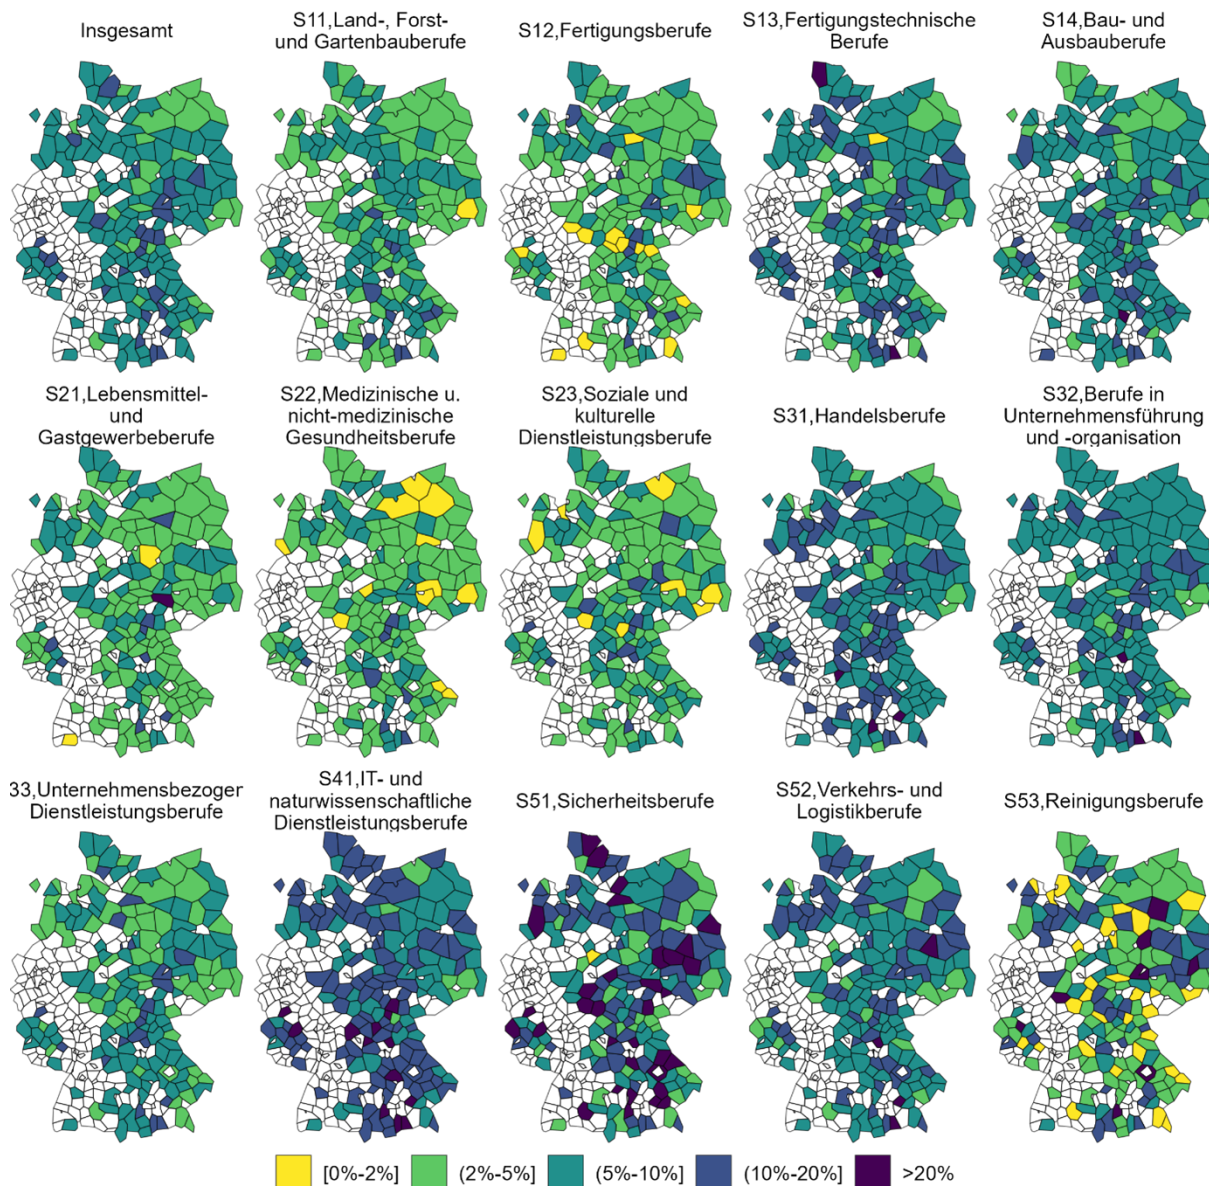 Insgesamt
S11,Land-, Forst-
und Gartenbauberufe
S12,Fertigungsberufe
S13,Fertigungstechnische
Berufe
S14,Bau- und
Ausbauberufe
S21,Lebensmittel-
und
Gastgewerbeberufe
S22,Medizinische u.
nicht-medizinische
Gesundheitsberufe
S23,Soziale und
kulturelle
Dienstleistungsberufe
S31,Handelsberufe
S32,Berufe in
Unternehmensführung
und -organisation
33,Unternehmensbezoger
Dienstleistungsberufe
S41,IT- und
naturwissenschaftliche
Dienstleistungsberufe
S51,Sicherheitsberufe
S52,Verkehrs- und
Logistikberufe
S53,Reinigungsberufe
[0%-2%] (2%-5%] (5%-10%] (10%-20%] >20%